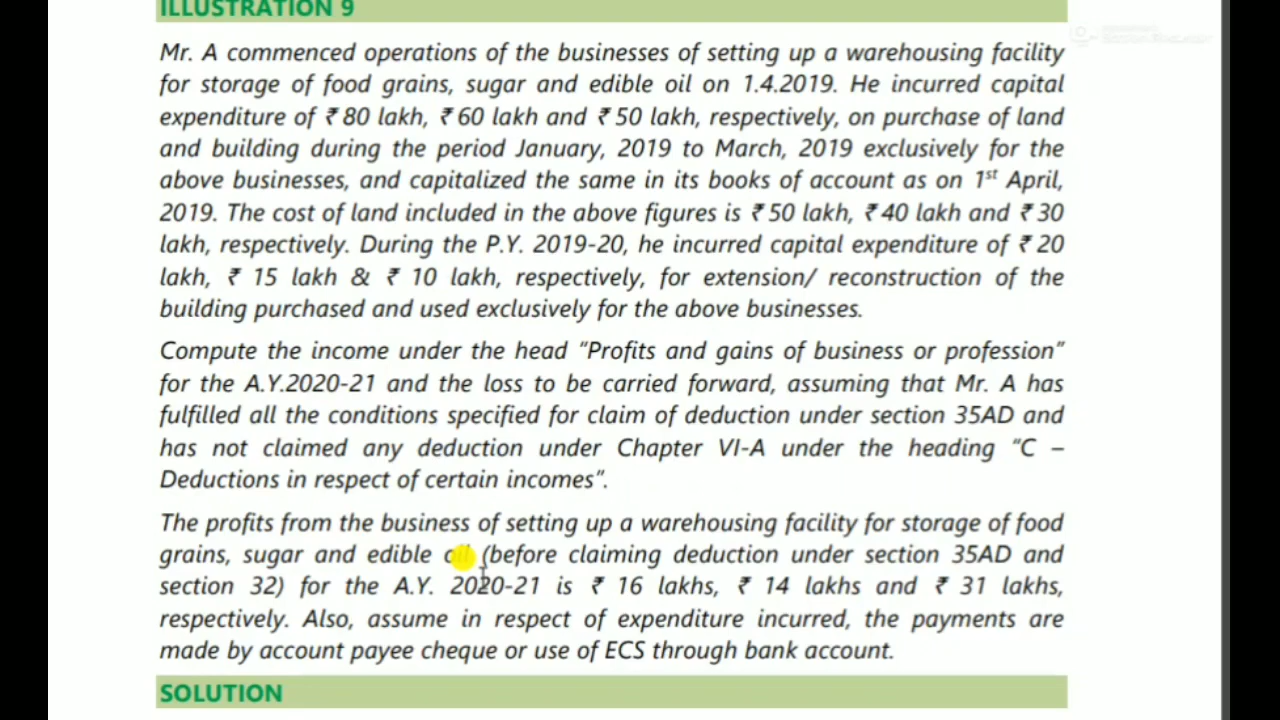 ILLUSTRATION 9
Mr. A commenced operations of the businesses of setting up a warehousing facility
for storage of food grains, sugar and edible oil on 1.4.2019. He incurred capital
expenditure of ₹ 80 lakh, ₹ 60 lakh and ₹ 50 lakh, respectively, on purchase of land
and building during the period January, 2019 to March, 2019 exclusively for the
above businesses, and capitalized the same in its books of account as on 1st April,
2019. The cost of land included in the above figures is ₹ 50 lakh, ₹ 40 lakh and ₹ 30
lakh, respectively. During the P.Y. 2019-20, he incurred capital expenditure of ₹ 20
lakh, ₹ 15 lakh & ₹ 10 lakh, respectively, for extension/ reconstruction of the
building purchased and used exclusively for the above businesses.
Compute the income under the head "Profits and gains of business or profession"
for the A.Y.2020-21 and the loss to be carried forward, assuming that Mr. A has
fulfilled all the conditions specified for claim of deduction under section 35AD and
has not claimed any deduction under Chapter VI-A under the heading "C –
Deductions in respect of certain incomes".
The profits from the business of setting up a warehousing facility for storage of food
grains, sugar and edible oil (before claiming deduction under section 35AD and
section 32) for the A.Y. 2020-21 is ₹ 16 lakhs, ₹ 14 lakhs and ₹ 31 lakhs,
respectively. Also, assume in respect of expenditure incurred, the payments are
made by account payee cheque or use of ECS through bank account.
SOLUTION